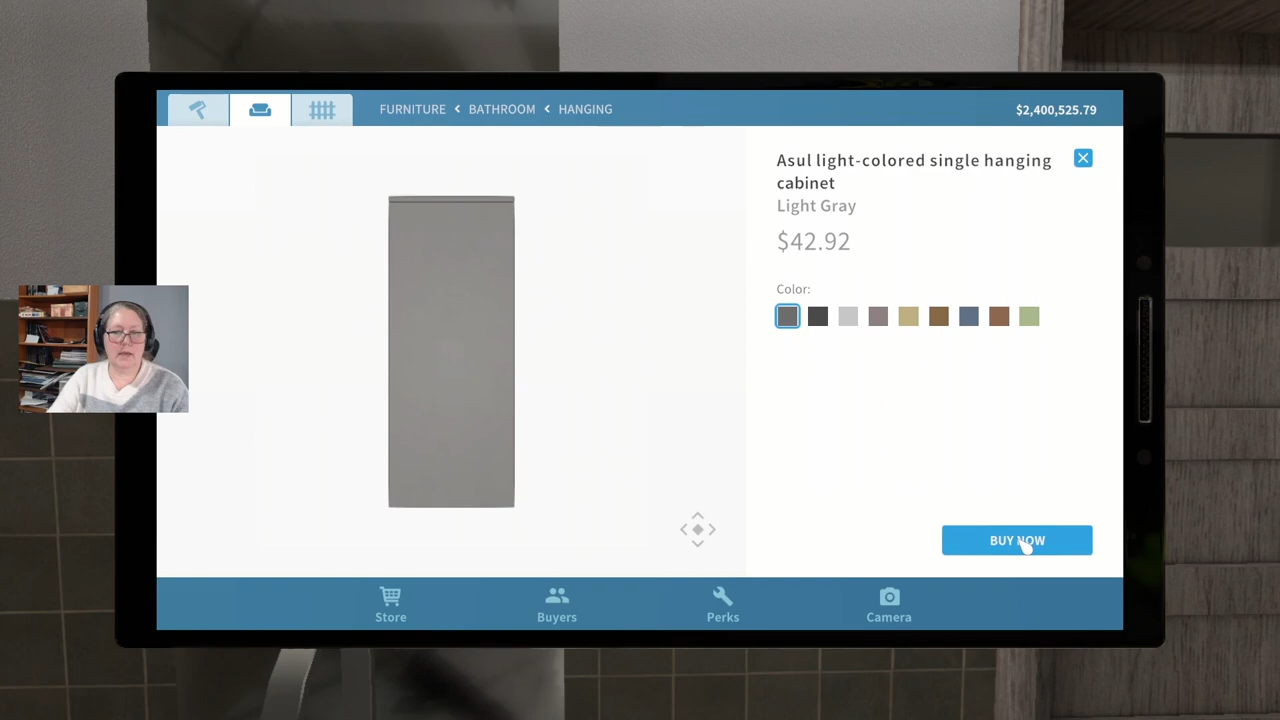 FURNITURE < BATHROOM < HANGING
$2,400,525.79
Asul light-colored single hanging
cabinet
Light Gray
$42.92
Color:
BUY NOW
Store
Buyers
Perks
Camera